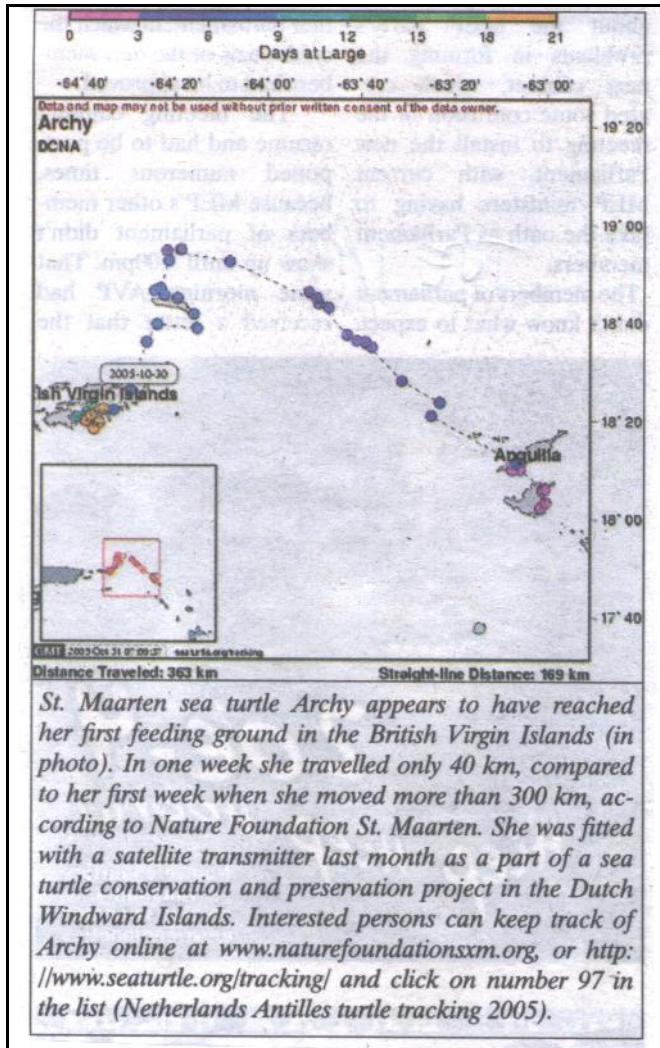 0 3 6 9 12 15 18 21
Days at Large
-64°40' -64°20' -64°00' -63°40' -63°20' -63°00'
Data and map may not be used without prior written consent of the data owner.
Archy
DCNA
19°20'
19°00'
18°40'
2005-10-30
ish Virgin Islands
18°20'
Anguilla
18°00'
17°40'
2005 Oct 31 seaturtle.org/tracking
Distance Traveled: 363 km Straight-line Distance: 169 km
St. Maarten sea turtle Archy appears to have reached
her first feeding ground in the British Virgin Islands (in
photo). In one week she travelled only 40 km, compared
to her first week when she moved more than 300 km, ac-
cording to Nature Foundation St. Maarten. She was fitted
with a satellite transmitter last month as a part of a sea
turtle conservation and preservation project in the Dutch
Windward Islands. Interested persons can keep track of
Archy online at www.naturefoundationsxm.org, or http:
//www.seaturtle.org/tracking/ and click on number 97 in
the list (Netherlands Antilles turtle tracking 2005).